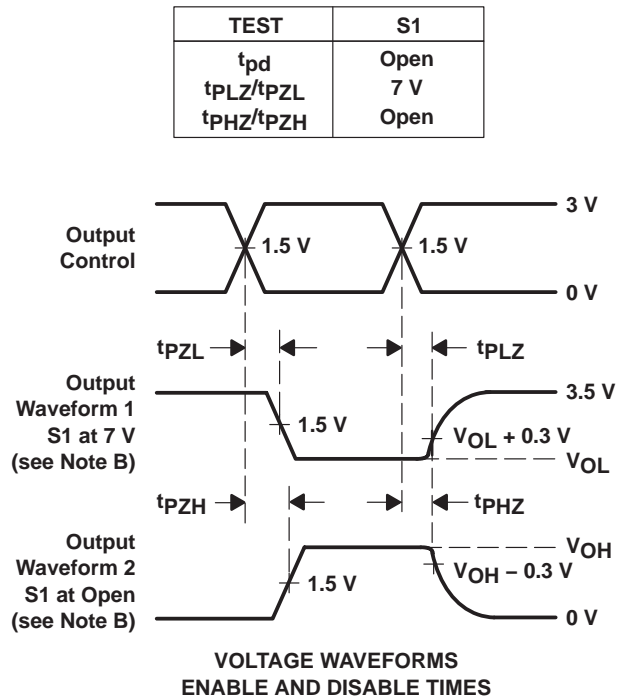 TEST S1
tpd Open
tPLZ/tPZL 7 V
tPHZ/tPZH Open
3 V
Output
Control
1.5 V 1.5 V
0 V
tPZL tPLZ
Output
Waveform 1
S1 at 7 V
(see Note B)
3.5 V
1.5 V
VOL + 0.3 V
VOL
tPZH tPHZ
Output
Waveform 2
S1 at Open
(see Note B)
VOH
VOH – 0.3 V
1.5 V
0 V
VOLTAGE WAVEFORMS
ENABLE AND DISABLE TIMES